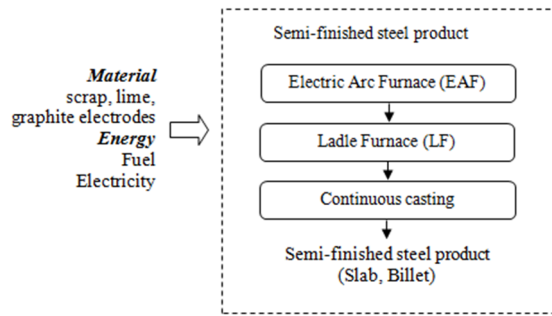 Material
scrap, lime,
graphite electrodes
Energy
Fuel
Electricity
Semi-finished steel product
Electric Arc Furnace (EAF)
Ladle Furnace (LF)
Continuous casting
Semi-finished steel product
(Slab, Billet)